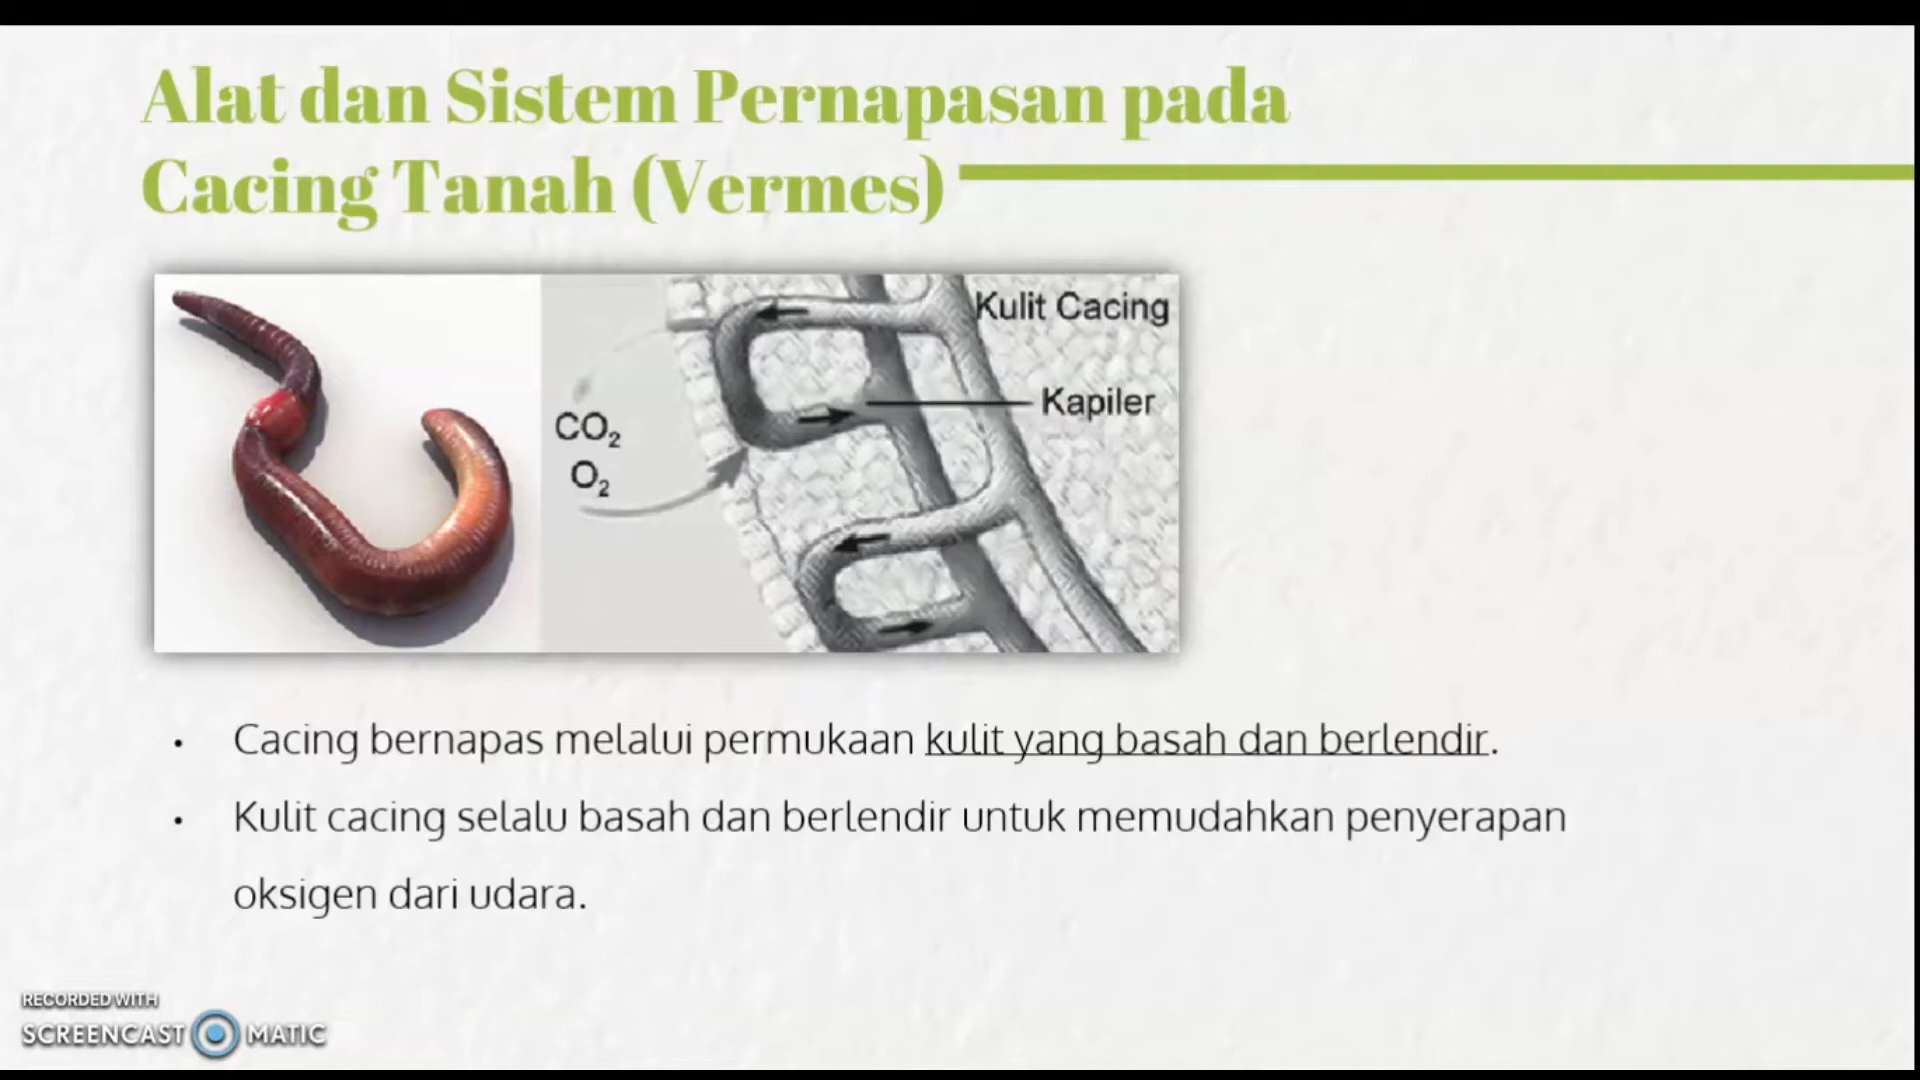 Alat dan Sistem Pernapasan pada
Cacing Tanah (Vermes)
Kulit Cacing
Kapiler
CO₂
O₂
• Cacing bernapas melalui permukaan kulit yang basah dan berlendir.
• Kulit cacing selalu basah dan berlendir untuk memudahkan penyerapan
oksigen dari udara.
RECORDED WITH
SCREENCAST MATIC